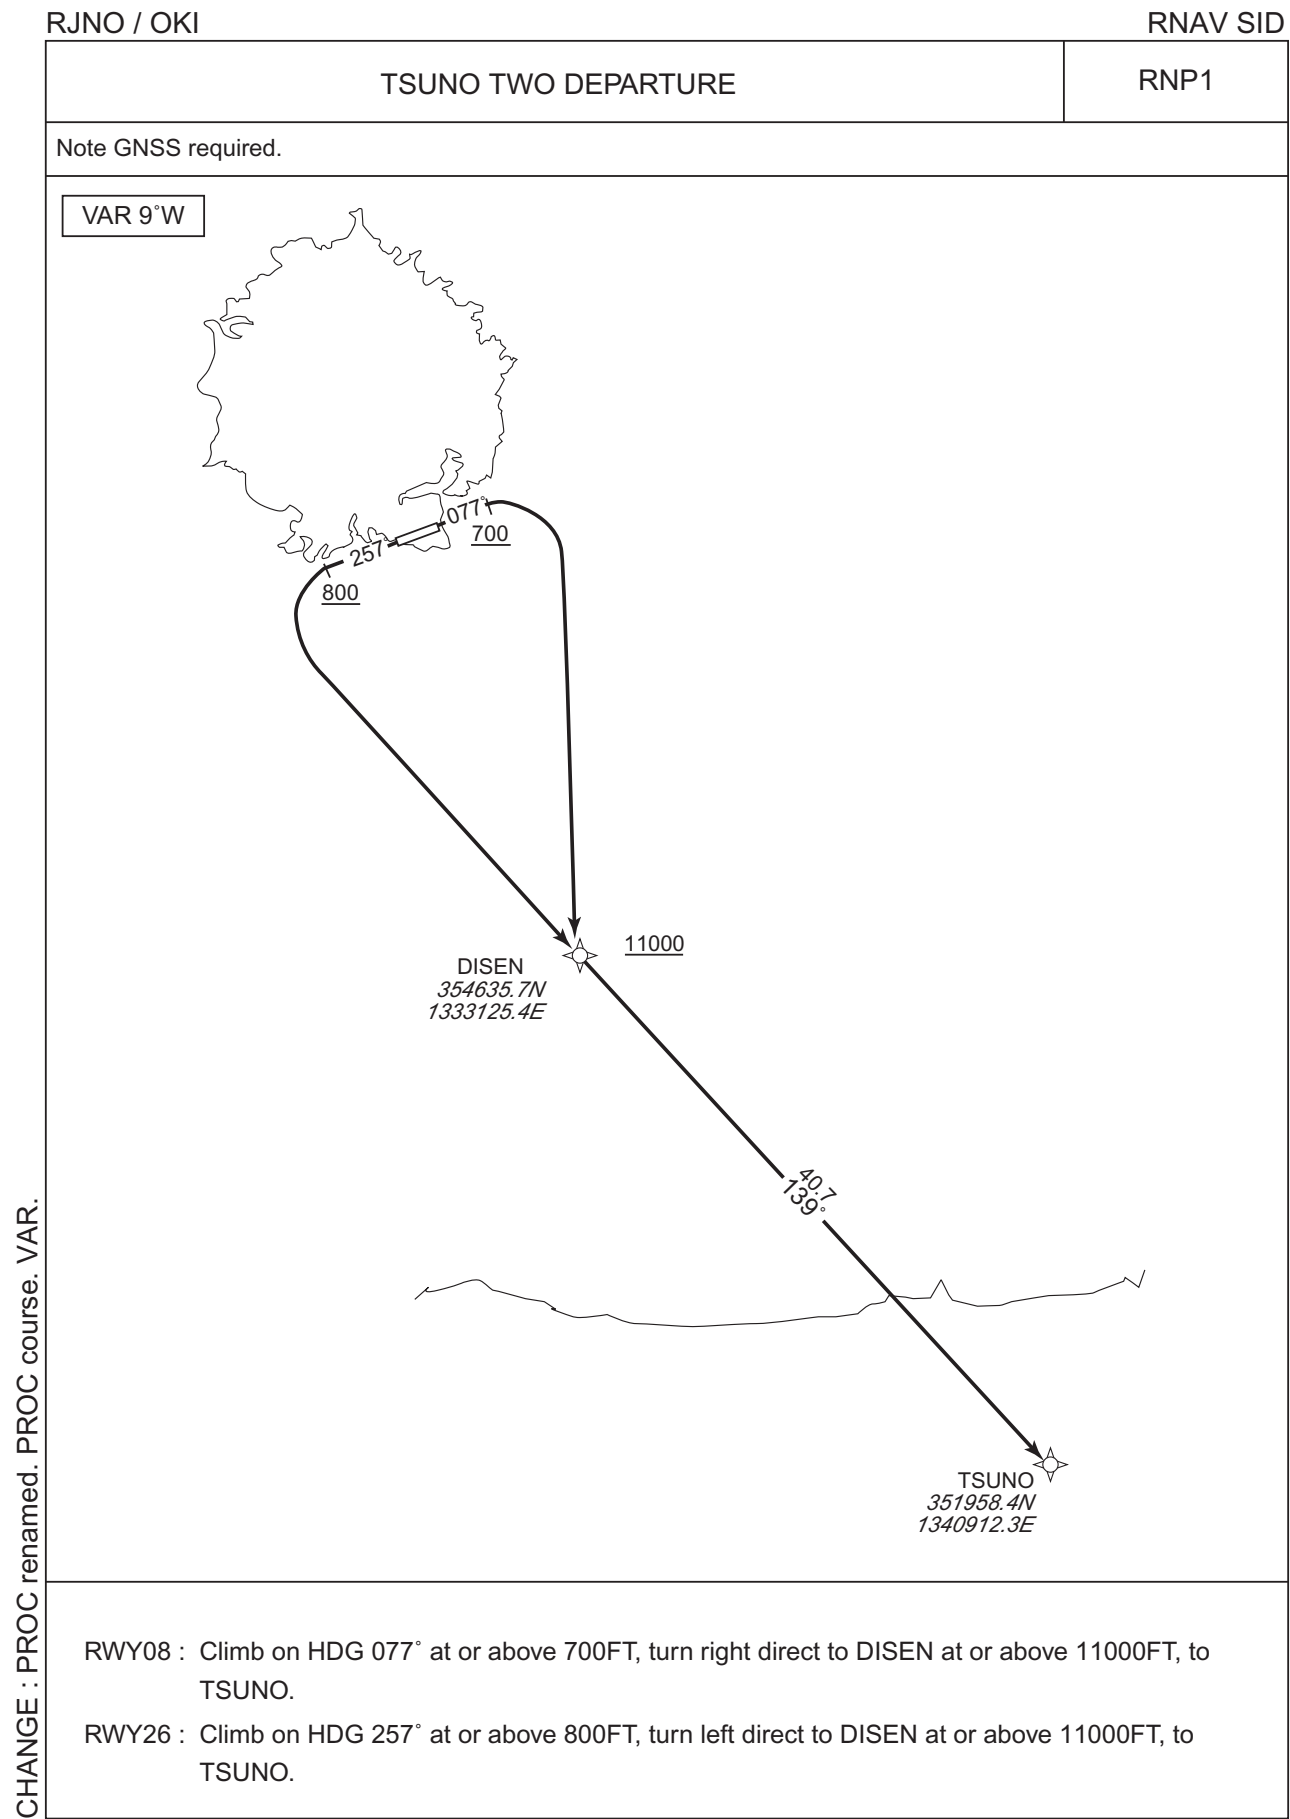 RJNO / OKI
RNAV SID
TSUNO TWO DEPARTURE
RNP1
Note GNSS required.
VAR 9˚W
077˚
700
257˚
800
11000
DISEN
354635.7N
1333125.4E
40.7
139˚
TSUNO
351958.4N
1340912.3E
RWY08 : Climb on HDG 077˚ at or above 700FT, turn right direct to DISEN at or above 11000FT, to
TSUNO.
RWY26 : Climb on HDG 257˚ at or above 800FT, turn left direct to DISEN at or above 11000FT, to
TSUNO.
CHANGE : PROC renamed. PROC course. VAR.